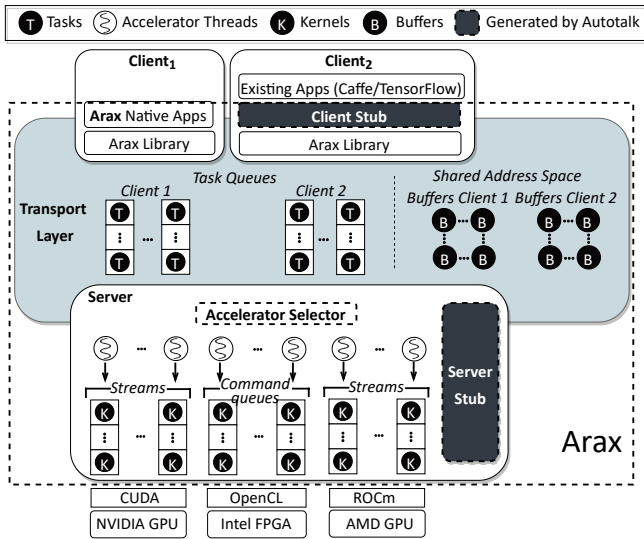 T Tasks Accelerator Threads K Kernels B Buffers Generated by Autotalk
Client1
Client2
Existing Apps (Caffe/TensorFlow)
Arax Native Apps
Client Stub
Arax Library
Arax Library
Transport
Layer
Task Queues
Client 1
Client 2
T ... T
T ... T
... ... ...
... ... ...
T T
T T
Shared Address Space
Buffers Client 1 Buffers Client 2
B ... B B ... B
B ... B B ... B
Server
Accelerator Selector
... ... ...
Streams
Command
queues
Streams
K K K K K K
... ... ... ... ... ... ... ... ...
K K K K K K
Server
Stub
Arax
CUDA OpenCL ROCm
NVIDIA GPU Intel FPGA AMD GPU